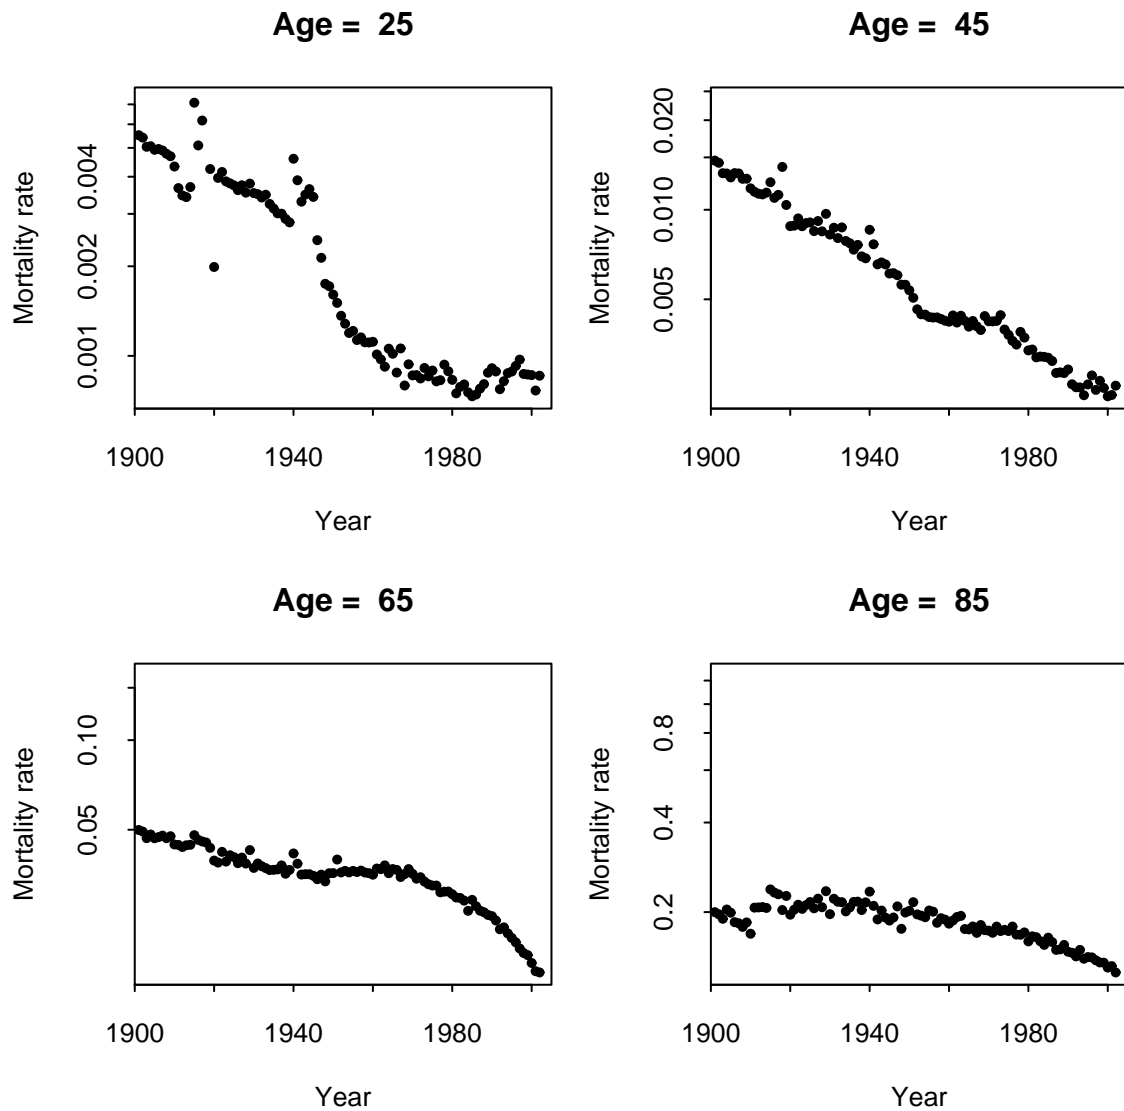 Age =  25
Mortality rate
0.001
0.002
0.004
1900
1940
1980
Year
Age =  45
Mortality rate
0.005
0.010
0.020
1900
1940
1980
Year
Age =  65
Mortality rate
0.05
0.10
1900
1940
1980
Year
Age =  85
Mortality rate
0.2
0.4
0.8
1900
1940
1980
Year